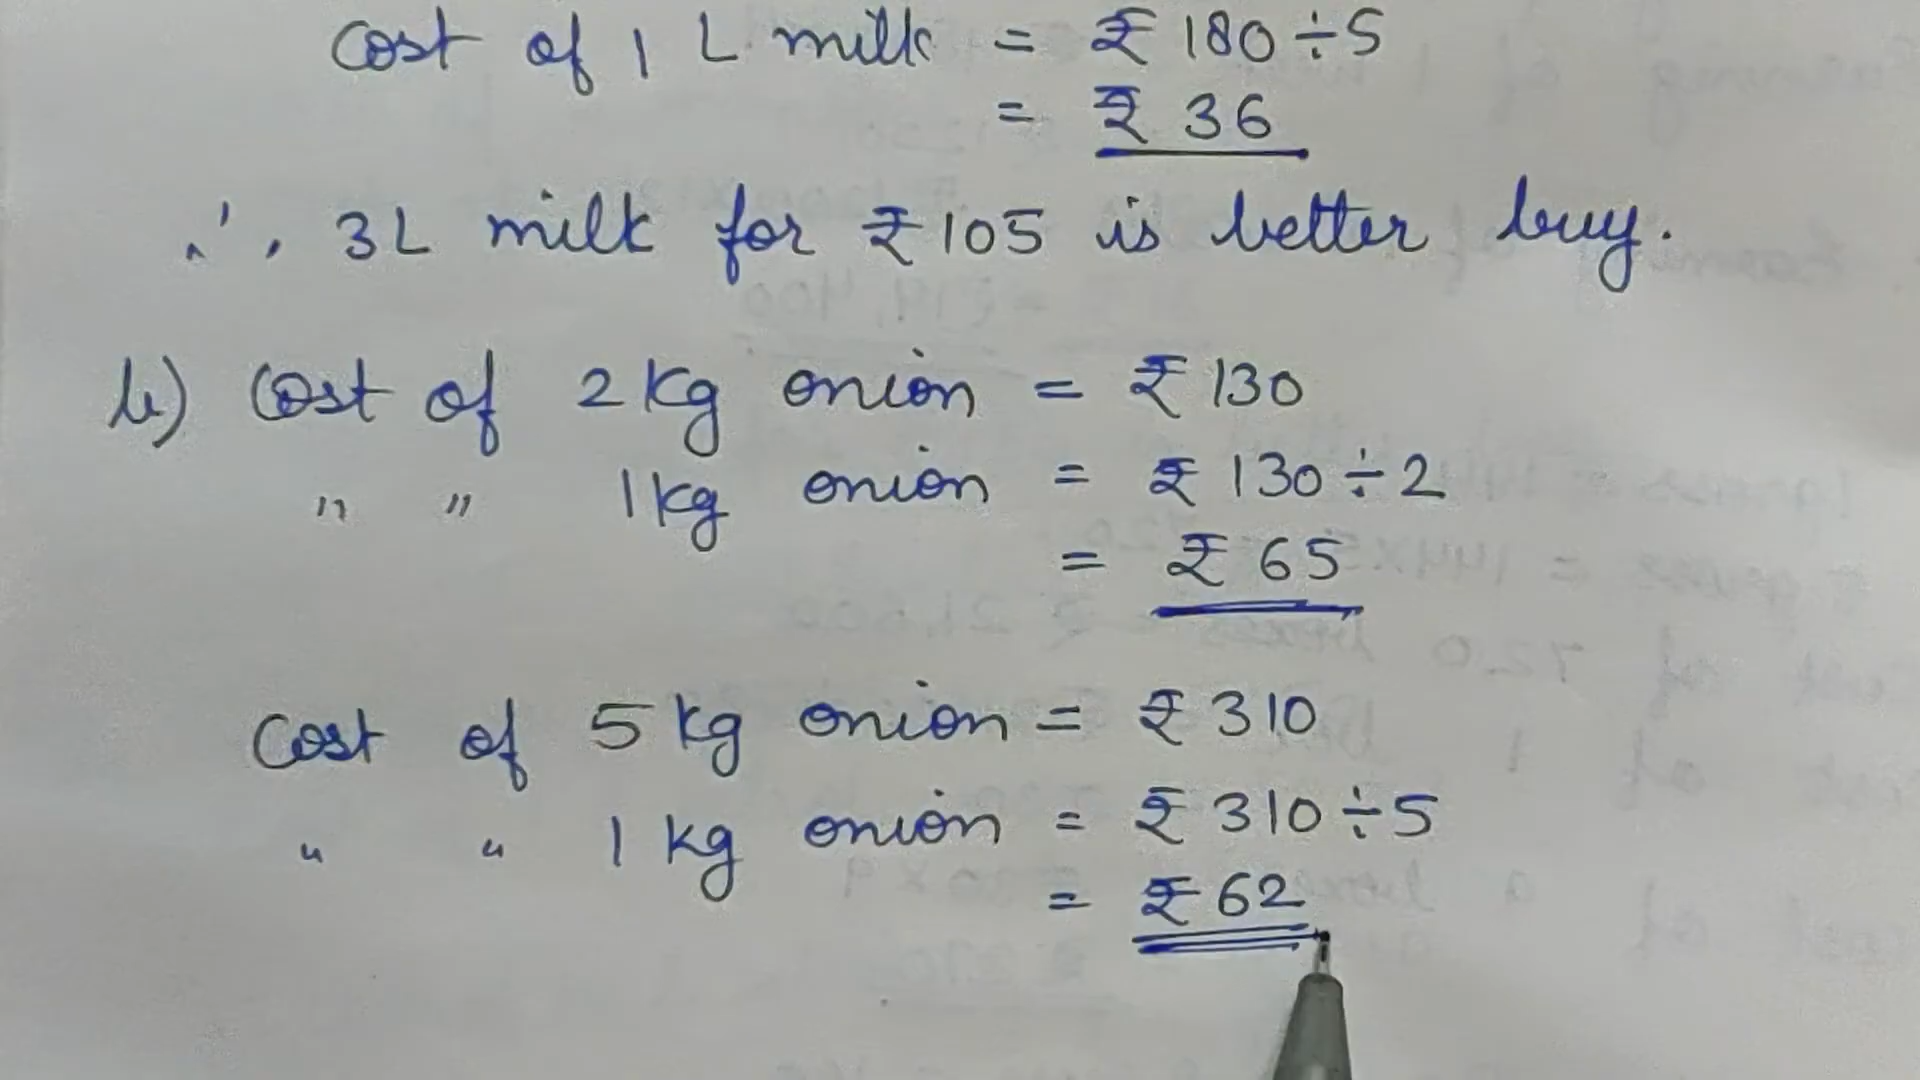 Cost of 1 L milk = ₹ 180 ÷ 5
= ₹ 36
∴, 3L milk for ₹ 105 is better buy.
b) Cost of 2 kg onion = ₹ 130
" " 1 kg onion = ₹ 130 ÷ 2
= ₹ 65
Cost of 5 kg onion = ₹ 310
" " 1 kg onion = ₹ 310 ÷ 5
= ₹ 62